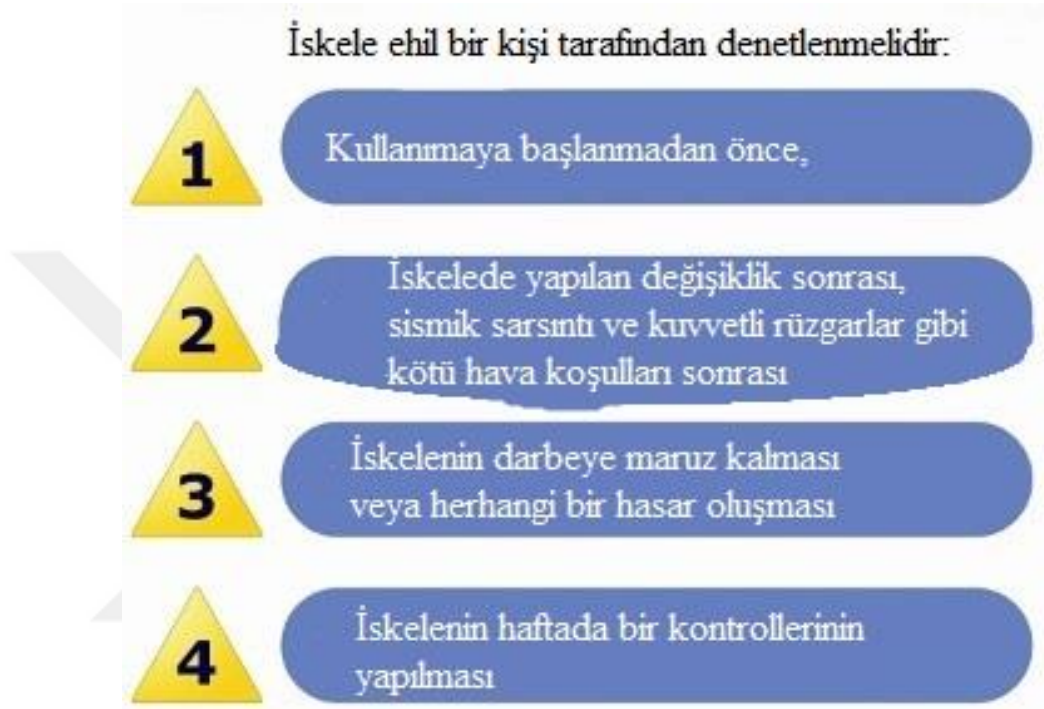 İskele ehil bir kişi tarafından denetlenmelidir:
1
Kullanımaya başlanmadan önce,
2
İskelede yapılan değişiklik sonrası,
sismik sarsıntı ve kuvvetli rüzgarlar gibi
kötü hava koşulları sonrası
3
İskelenin darbeye maruz kalması
veya herhangi bir hasar oluşması
4
İskelenin haftada bir kontrollerinin
yapılması